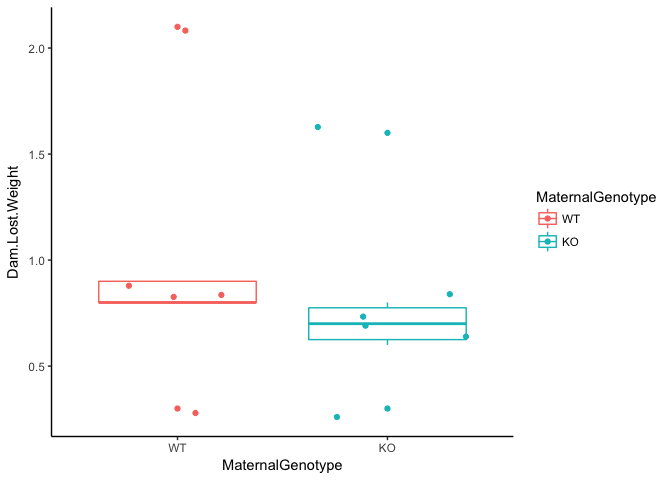 2.0
1.5
1.0
0.5
Dam.Lost.Weight
WT
KO
MaternalGenotype
MaternalGenotype
WT
KO